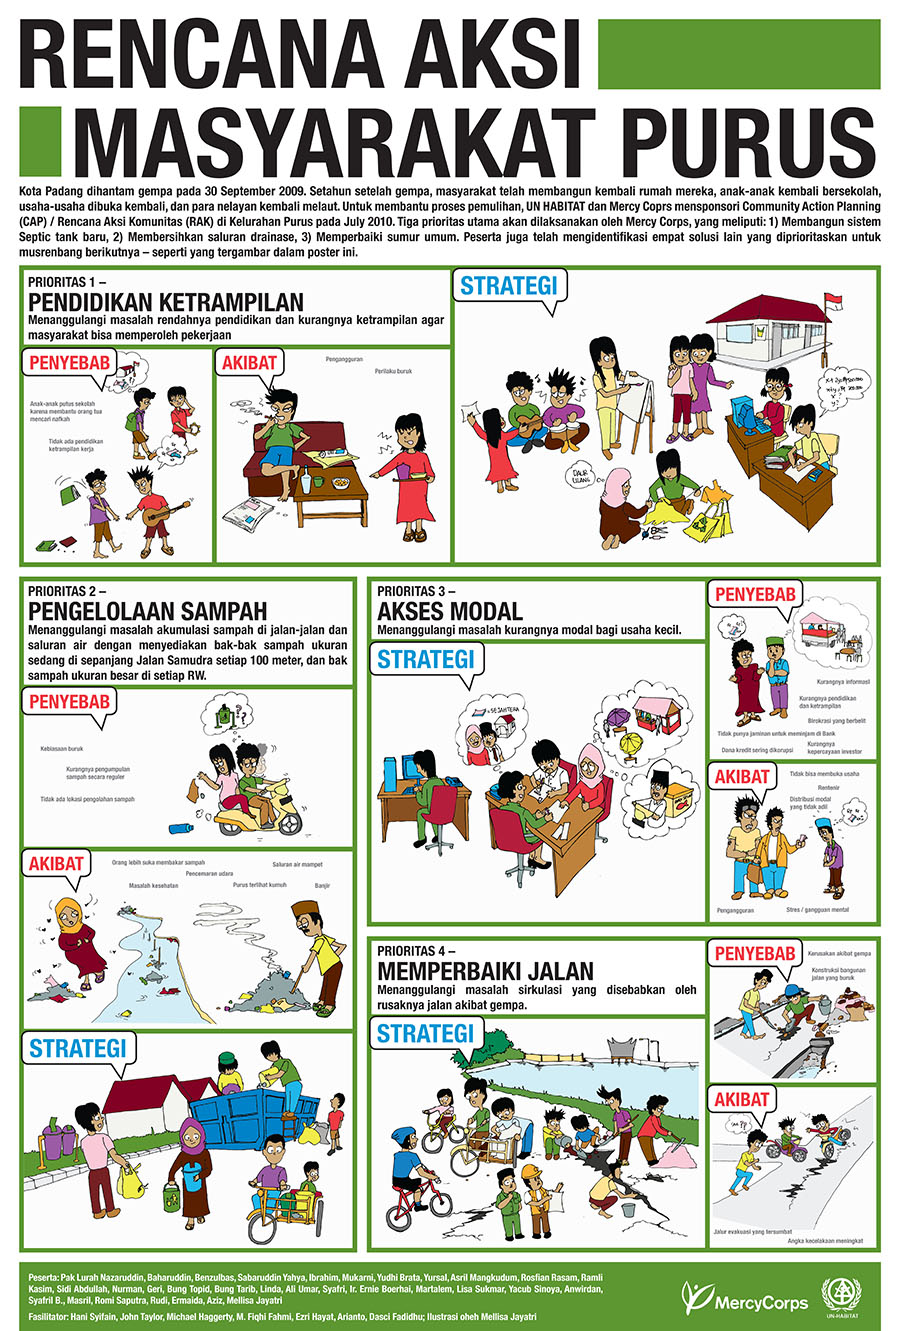 RENCANA AKSI
MASYARAKAT PURUS
Kota Padang dihantam gempa pada 30 September 2009. Setahun setelah gempa, masyarakat telah membangun kembali rumah mereka, anak-anak kembali bersekolah,
usaha-usaha dibuka kembali, dan para nelayan kembali melaut. Untuk membantu proses pemulihan, UN HABITAT dan Mercy Coprs mensponsori Community Action Planning
(CAP) / Rencana Aksi Komunitas (RAK) di Kelurahan Purus pada July 2010. Tiga prioritas utama akan dilaksanakan oleh Mercy Corps, yang meliputi: 1) Membangun sistem
Septic tank baru, 2) Membersihkan saluran drainase, 3) Memperbaiki sumur umum. Peserta juga telah mengidentifikasi empat solusi lain yang diprioritaskan untuk
musrenbang berikutnya – seperti yang tergambar dalam poster ini.
PRIORITAS 1 –
PENDIDIKAN KETRAMPILAN
Menanggulangi masalah rendahnya pendidikan dan kurangnya ketrampilan agar
masyarakat bisa memperoleh pekerjaan
PENYEBAB
Anak-anak putus sekolah
karena membantu orang tua
mencari nafkah
Tidak ada pendidikan
ketrampilan kerja
AKIBAT
Pengangguran
Perilaku buruk
STRATEGI
DAUR
ULANG
PRIORITAS 2 –
PENGELOLAAN SAMPAH
Menanggulangi masalah akumulasi sampah di jalan-jalan dan
saluran air dengan menyediakan bak-bak sampah ukuran
sedang di sepanjang Jalan Samudra setiap 100 meter, dan bak
sampah ukuran besar di setiap RW.
PENYEBAB
???
Kebiasaan buruk
Kurangnya pengumpulan
sampah secara reguler
Tidak ada lokasi pengolahan sampah
AKIBAT
Orang lebih suka membakar sampah
Pencemaran udara
Saluran air mampet
Masalah kesehatan
Purus terlihat kumuh
Banjir
STRATEGI
PRIORITAS 3 –
AKSES MODAL
Menanggulangi masalah kurangnya modal bagi usaha kecil.
STRATEGI
= SEJAHTERA
PENYEBAB
Kurangnya informasi
Kurangnya pendidikan
dan ketrampilan
Birokrasi yang berbelit
Tidak punya jaminan untuk meminjam di Bank
Dana kredit sering dikorupsi
Kurangnya
kepercayaan investor
AKIBAT
Tidak bisa membuka usaha
Rentenir
Distribusi modal
yang tidak adil
Pengangguran
Stres / gangguan mental
PRIORITAS 4 –
MEMPERBAIKI JALAN
Menanggulangi masalah sirkulasi yang disebabkan oleh
rusaknya jalan akibat gempa.
STRATEGI
PENYEBAB
Kerusakan akibat gempa
Konstruksi bangunan
jalan yang buruk
AKIBAT
Jalur evakuasi yang tersumbat
Angka kecelakaan meningkat
Peserta: Pak Lurah Nazaruddin, Baharuddin, Benzulbas, Sabaruddin Yahya, Ibrahim, Mukarni, Yudhi Brata, Yursal, Asril Mangkudum, Rosfian Rasam, Ramli
Kasim, Sidi Abdullah, Nurman, Geri, Bung Topid, Bung Tarib, Linda, Ali Umar, Syafri, Ir. Ernie Boerhai, Martalem, Lisa Sukmar, Yacub Sinoya, Anwirdan,
Syafril B., Masril, Romi Saputra, Rudi, Ermaida, Aziz, Mellisa Jayatri
Fasilitator: Hani Syifain, John Taylor, Michael Haggerty, M. Fiqhi Fahmi, Ezri Hayat, Arianto, Dasci Fadidhu; Ilustrasi oleh Mellisa Jayatri
MercyCorps
UN-HABITAT